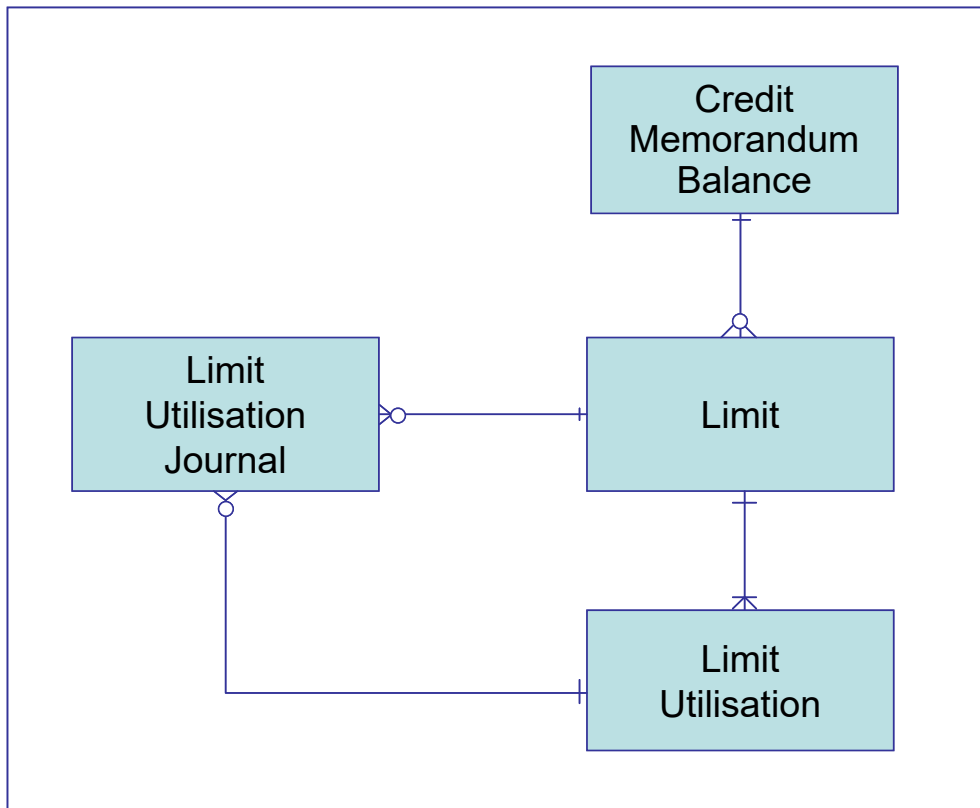 Credit
Memorandum
Balance
Limit
Utilisation
Journal
Limit
Limit
Utilisation